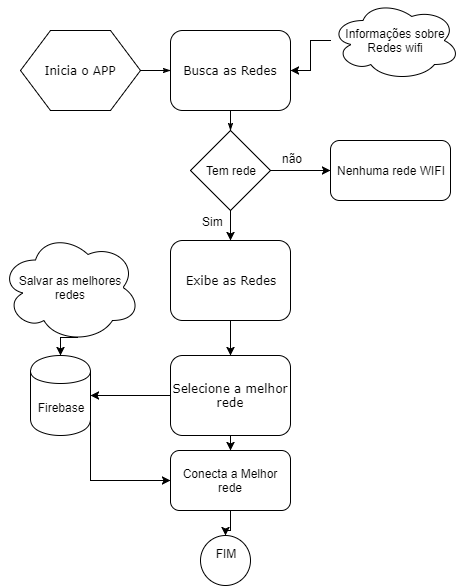 Informações sobre
Redes wifi
Inicia o APP
Busca as Redes
Tem rede
não
Nenhuma rede WIFI
Sim
Exibe as Redes
Salvar as melhores
redes
Selecione a melhor
rede
Firebase
Conecta a Melhor
rede
FIM